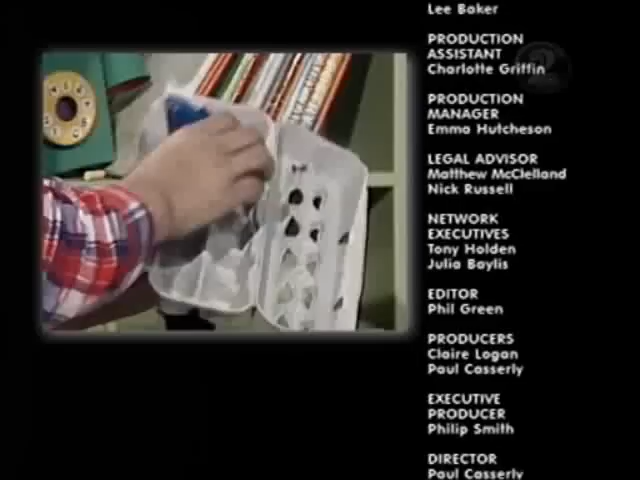 Lee Baker
PRODUCTION
ASSISTANT
Charlotte Griffin
PRODUCTION
MANAGER
Emma Hutcheson
LEGAL ADVISOR
Matthew McClelland
Nick Russell
NETWORK
EXECUTIVES
Tony Holden
Julia Baylis
EDITOR
Phil Green
PRODUCERS
Claire Logan
Paul Casserly
EXECUTIVE
PRODUCER
Philip Smith
DIRECTOR
Paul Casserly